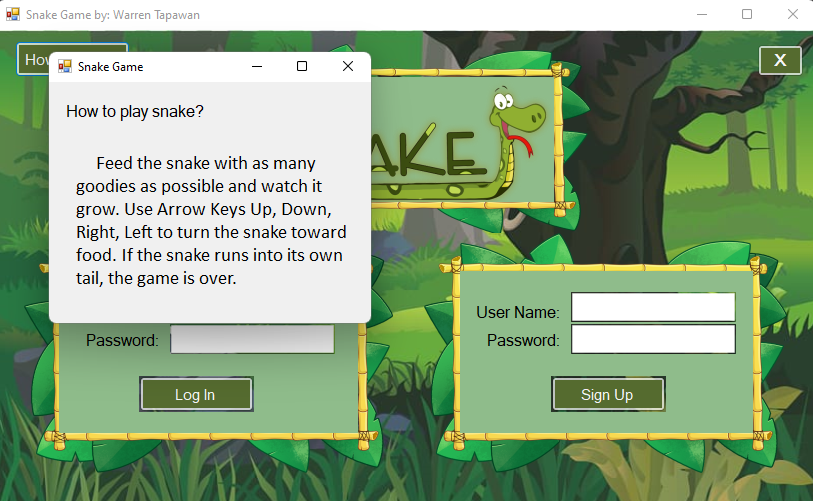 Snake Game by: Warren Tapawan
X
Snake Game
How to play snake?
Feed the snake with as many
goodies as possible and watch it
grow. Use Arrow Keys Up, Down,
Right, Left to turn the snake toward
food. If the snake runs into its own
tail, the game is over.
Password:
Log In
User Name:
Password:
Sign Up